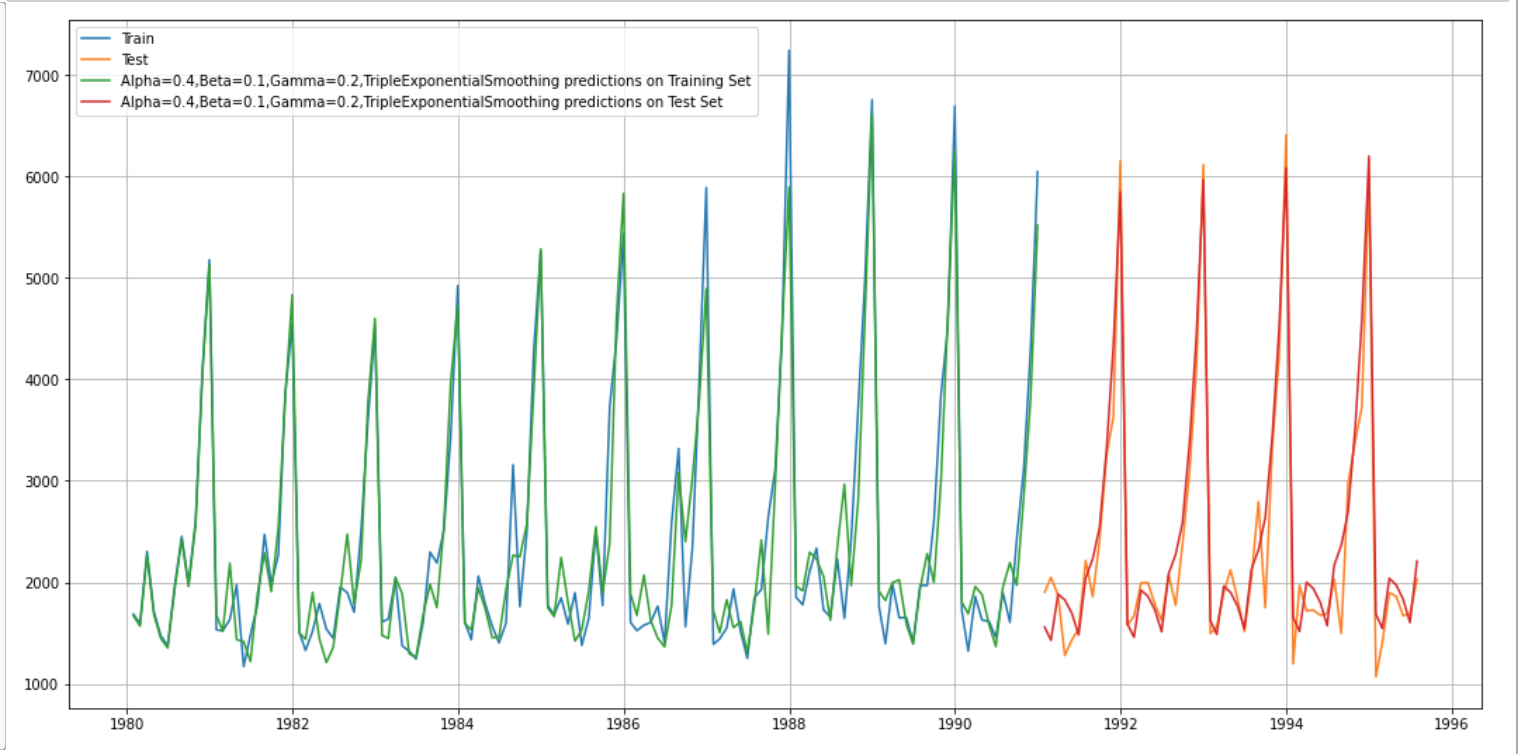 Train
Test
Alpha=0.4,Beta=0.1,Gamma=0.2,TripleExponentialSmoothing predictions on Training Set
Alpha=0.4,Beta=0.1,Gamma=0.2,TripleExponentialSmoothing predictions on Test Set
7000
6000
5000
4000
3000
2000
1000
1980 1982 1984 1986 1988 1990 1992 1994 1996